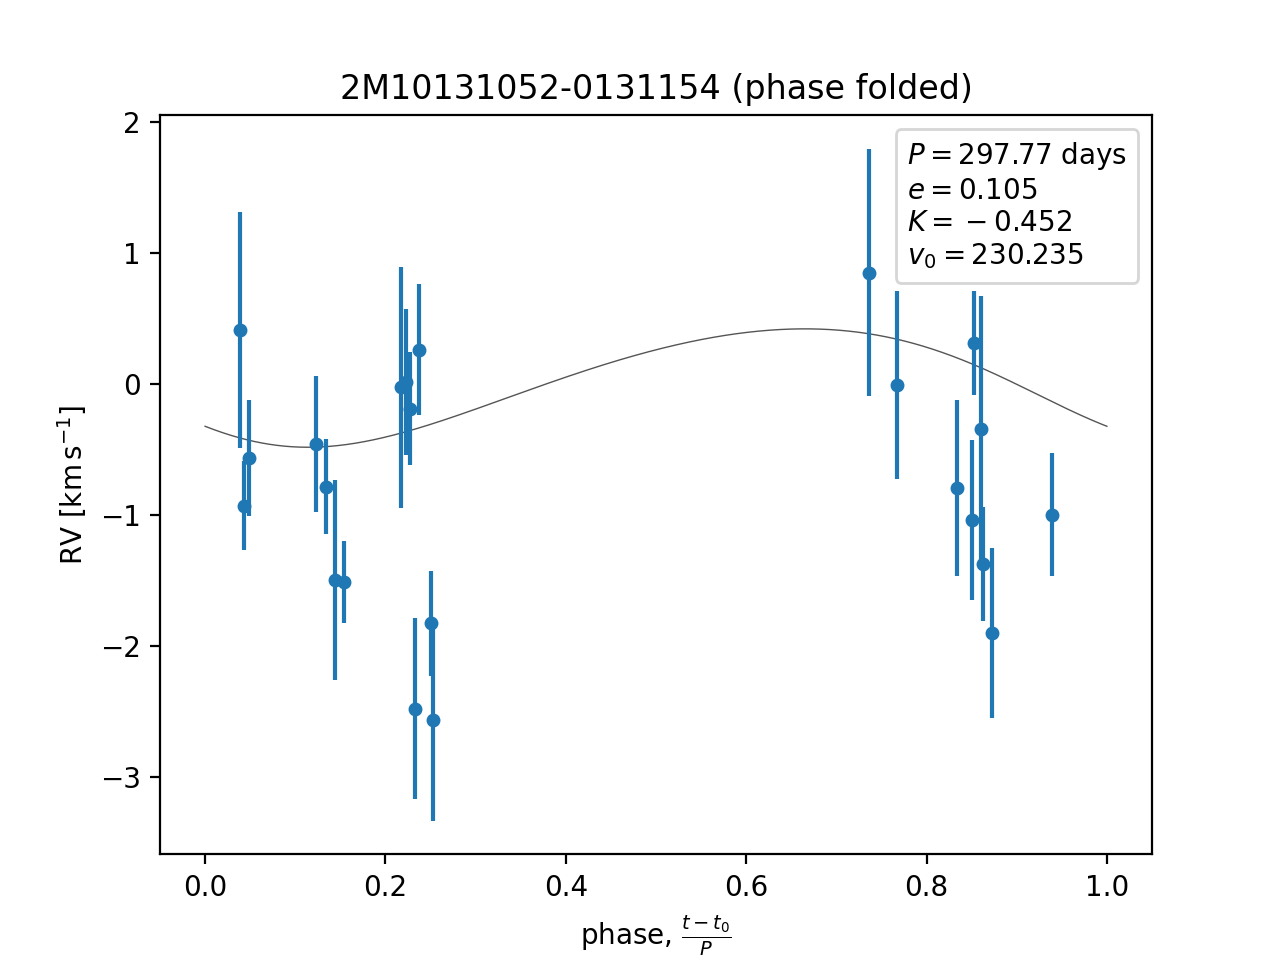 2M10131052-0131154 (phase folded)
P = 297.77 days
e = 0.105
K = −0.452
v₀ = 230.235
2
1
0
−1
−2
−3
RV [km s⁻¹]
0.0 0.2 0.4 0.6 0.8 1.0
phase, (t − t₀)/P